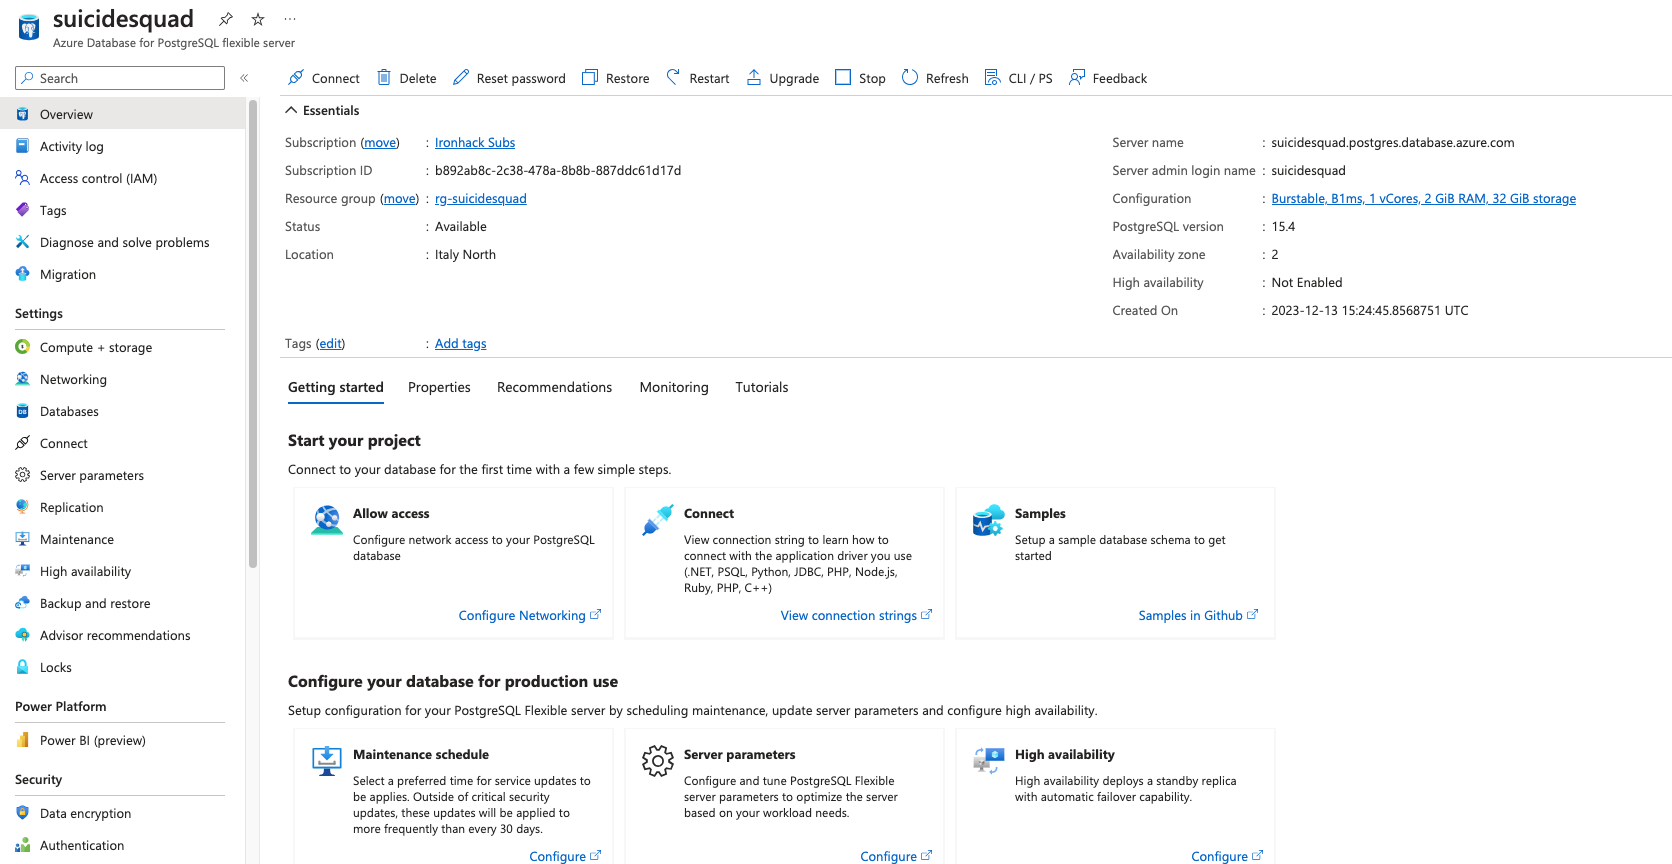 suicidesquad
Azure Database for PostgreSQL flexible server
Search
Overview
Activity log
Access control (IAM)
Tags
Diagnose and solve problems
Migration
Settings
Compute + storage
Networking
Databases
Connect
Server parameters
Replication
Maintenance
High availability
Backup and restore
Advisor recommendations
Locks
Power Platform
Power BI (preview)
Security
Data encryption
Authentication
Connect Delete Reset password Restore Restart Upgrade Stop Refresh CLI / PS Feedback
Essentials
Subscription (move) : Ironhack Subs
Subscription ID : b892ab8c-2c38-478a-8b8b-887ddc61d17d
Resource group (move) : rg-suicidesquad
Status : Available
Location : Italy North
Server name : suicidesquad.postgres.database.azure.com
Server admin login name : suicidesquad
Configuration : Burstable, B1ms, 1 vCores, 2 GiB RAM, 32 GiB storage
PostgreSQL version : 15.4
Availability zone : 2
High availability : Not Enabled
Created On : 2023-12-13 15:24:45.8568751 UTC
Tags (edit) : Add tags
Getting started Properties Recommendations Monitoring Tutorials
Start your project
Connect to your database for the first time with a few simple steps.
Allow access
Configure network access to your PostgreSQL
database
Configure Networking
Connect
View connection string to learn how to
connect with the application driver you use
(.NET, PSQL, Python, JDBC, PHP, Node.js,
Ruby, PHP, C++)
View connection strings
Samples
Setup a sample database schema to get
started
Samples in Github
Configure your database for production use
Setup configuration for your PostgreSQL Flexible server by scheduling maintenance, update server parameters and configure high availability.
Maintenance schedule
Select a preferred time for service updates to
be applies. Outside of critical security
updates, these updates will be applied to
more frequently than every 30 days.
Configure
Server parameters
Configure and tune PostgreSQL Flexible
server parameters to optimize the server
based on your workload needs.
Configure
High availability
High availability deploys a standby replica
with automatic failover capability.
Configure